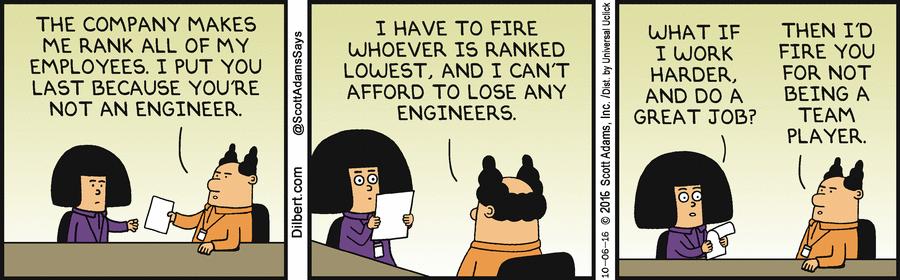 THE COMPANY MAKES
ME RANK ALL OF MY
EMPLOYEES. I PUT YOU
LAST BECAUSE YOU'RE
NOT AN ENGINEER.
Dilbert.com @ScottAdamsSays
I HAVE TO FIRE
WHOEVER IS RANKED
LOWEST, AND I CAN'T
AFFORD TO LOSE ANY
ENGINEERS.
10-06-16 © 2016 Scott Adams, Inc. /Dist. by Universal Uclick
WHAT IF
I WORK
HARDER,
AND DO A
GREAT JOB?
THEN I'D
FIRE YOU
FOR NOT
BEING A
TEAM
PLAYER.